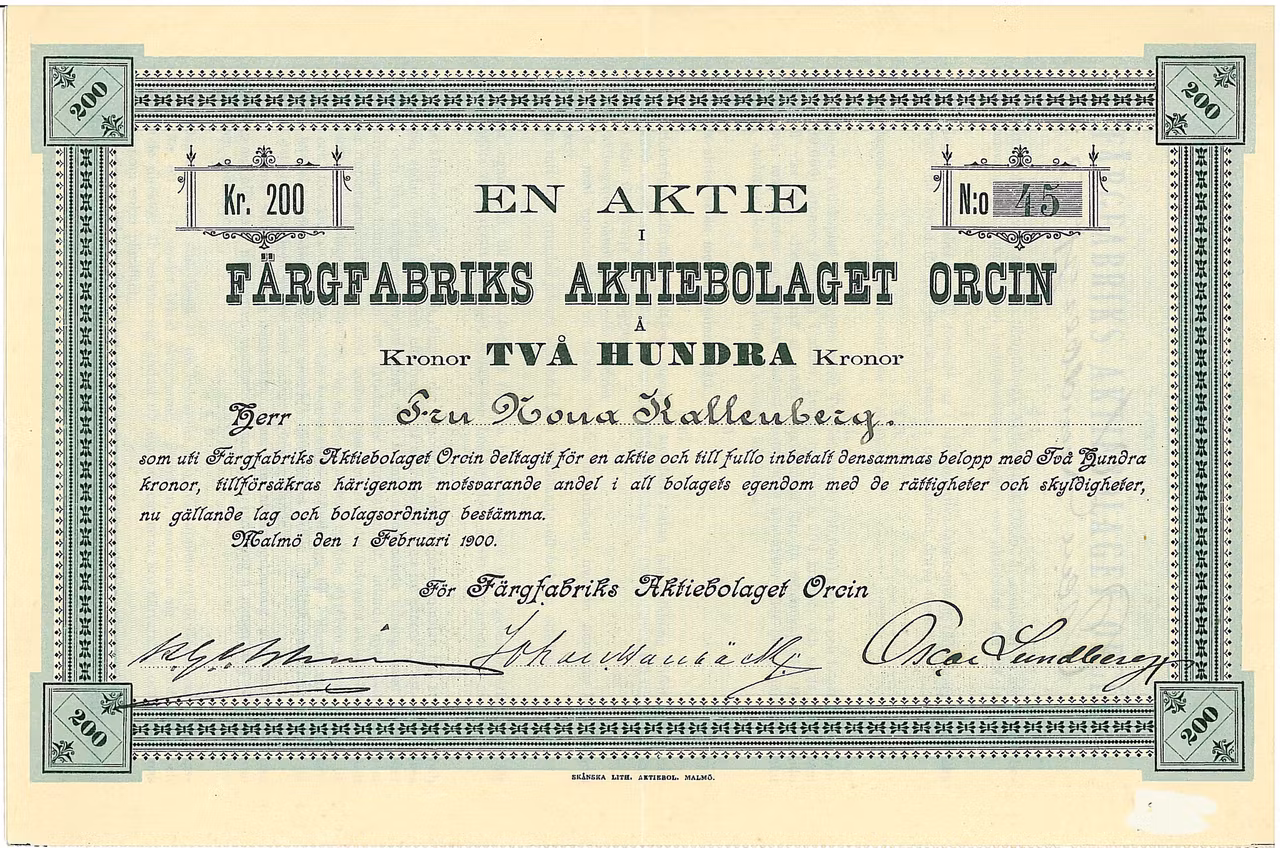 200
200
Kr. 200
EN AKTIE
N:o 45
I
FÄRGFABRIKS AKTIEBOLAGET ORCIN
Å
Kronor TVÅ HUNDRA Kronor
Herr Fru Nona Kallenberg.
som uti Färgfabriks Aktiebolaget Orcin deltagit för en aktie och till fullo inbetalt densammas belopp med Två Hundra
kronor, tillförsäkras härigenom motsvarande andel i all bolagets egendom med de rättigheter och skyldigheter,
nu gällande lag och bolagsordning bestämma.
Malmö den 1 Februari 1900.
För Färgfabriks Aktiebolaget Orcin
Oscar Lundberg
200
200
SKÅNSKA LITH. AKTIEBOL. MALMÖ.